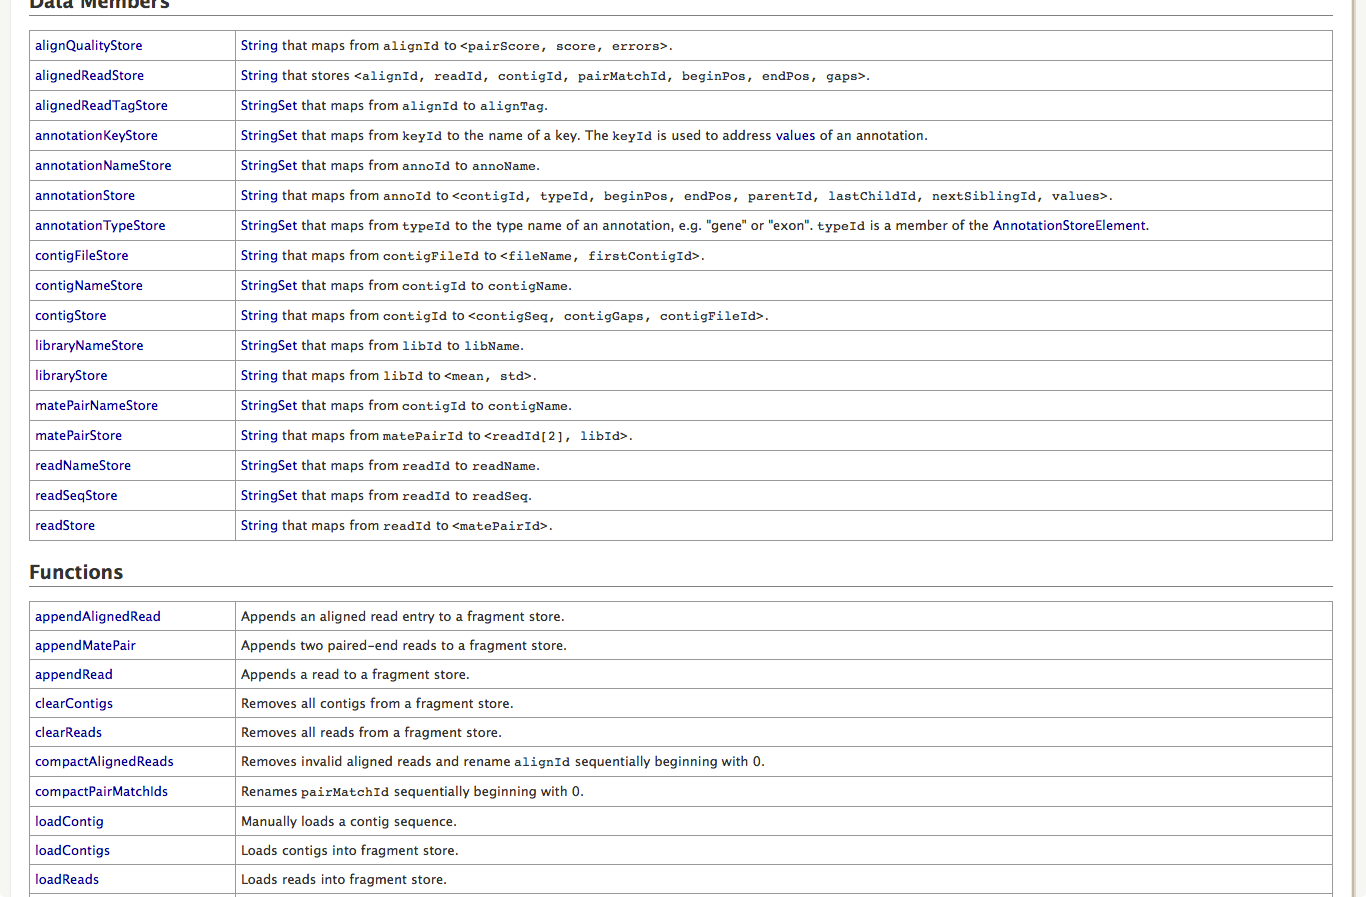 Data Members
alignQualityStore String that maps from alignId to <pairScore, score, errors>.
alignedReadStore String that stores <alignId, readId, contigId, pairMatchId, beginPos, endPos, gaps>.
alignedReadTagStore StringSet that maps from alignId to alignTag.
annotationKeyStore StringSet that maps from keyId to the name of a key. The keyId is used to address values of an annotation.
annotationNameStore StringSet that maps from annoId to annoName.
annotationStore String that maps from annoId to <contigId, typeId, beginPos, endPos, parentId, lastChildId, nextSiblingId, values>.
annotationTypeStore StringSet that maps from typeId to the type name of an annotation, e.g. "gene" or "exon". typeId is a member of the AnnotationStoreElement.
contigFileStore String that maps from contigFileId to <fileName, firstContigId>.
contigNameStore StringSet that maps from contigId to contigName.
contigStore String that maps from contigId to <contigSeq, contigGaps, contigFileId>.
libraryNameStore StringSet that maps from libId to libName.
libraryStore String that maps from libId to <mean, std>.
matePairNameStore StringSet that maps from contigId to contigName.
matePairStore String that maps from matePairId to <readId[2], libId>.
readNameStore StringSet that maps from readId to readName.
readSeqStore StringSet that maps from readId to readSeq.
readStore String that maps from readId to <matePairId>.
Functions
appendAlignedRead Appends an aligned read entry to a fragment store.
appendMatePair Appends two paired-end reads to a fragment store.
appendRead Appends a read to a fragment store.
clearContigs Removes all contigs from a fragment store.
clearReads Removes all reads from a fragment store.
compactAlignedReads Removes invalid aligned reads and rename alignId sequentially beginning with 0.
compactPairMatchIds Renames pairMatchId sequentially beginning with 0.
loadContig Manually loads a contig sequence.
loadContigs Loads contigs into fragment store.
loadReads Loads reads into fragment store.